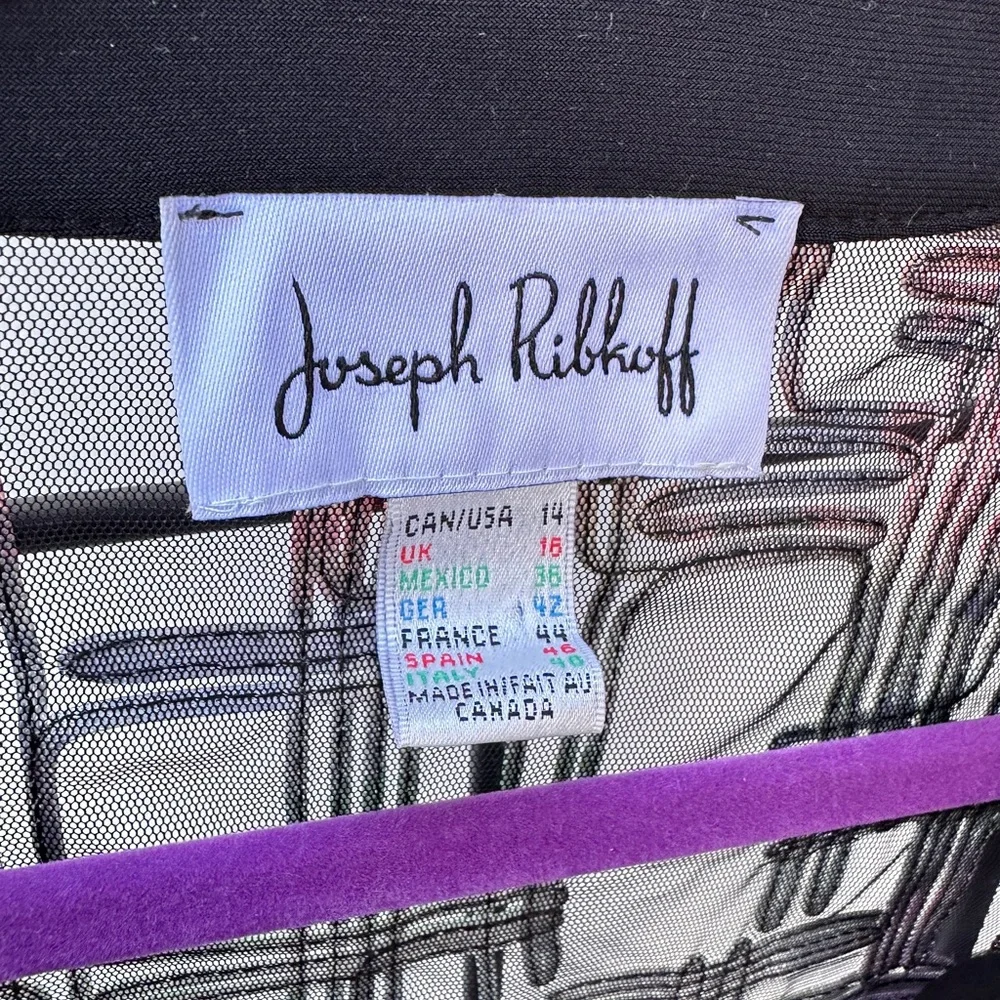 Joseph Ribkoff
CAN/USA 14
UK 16
MEXICO 36
GER 42
FRANCE 44
SPAIN 46
ITALY 48
MADE IN/FAIT AU
CANADA